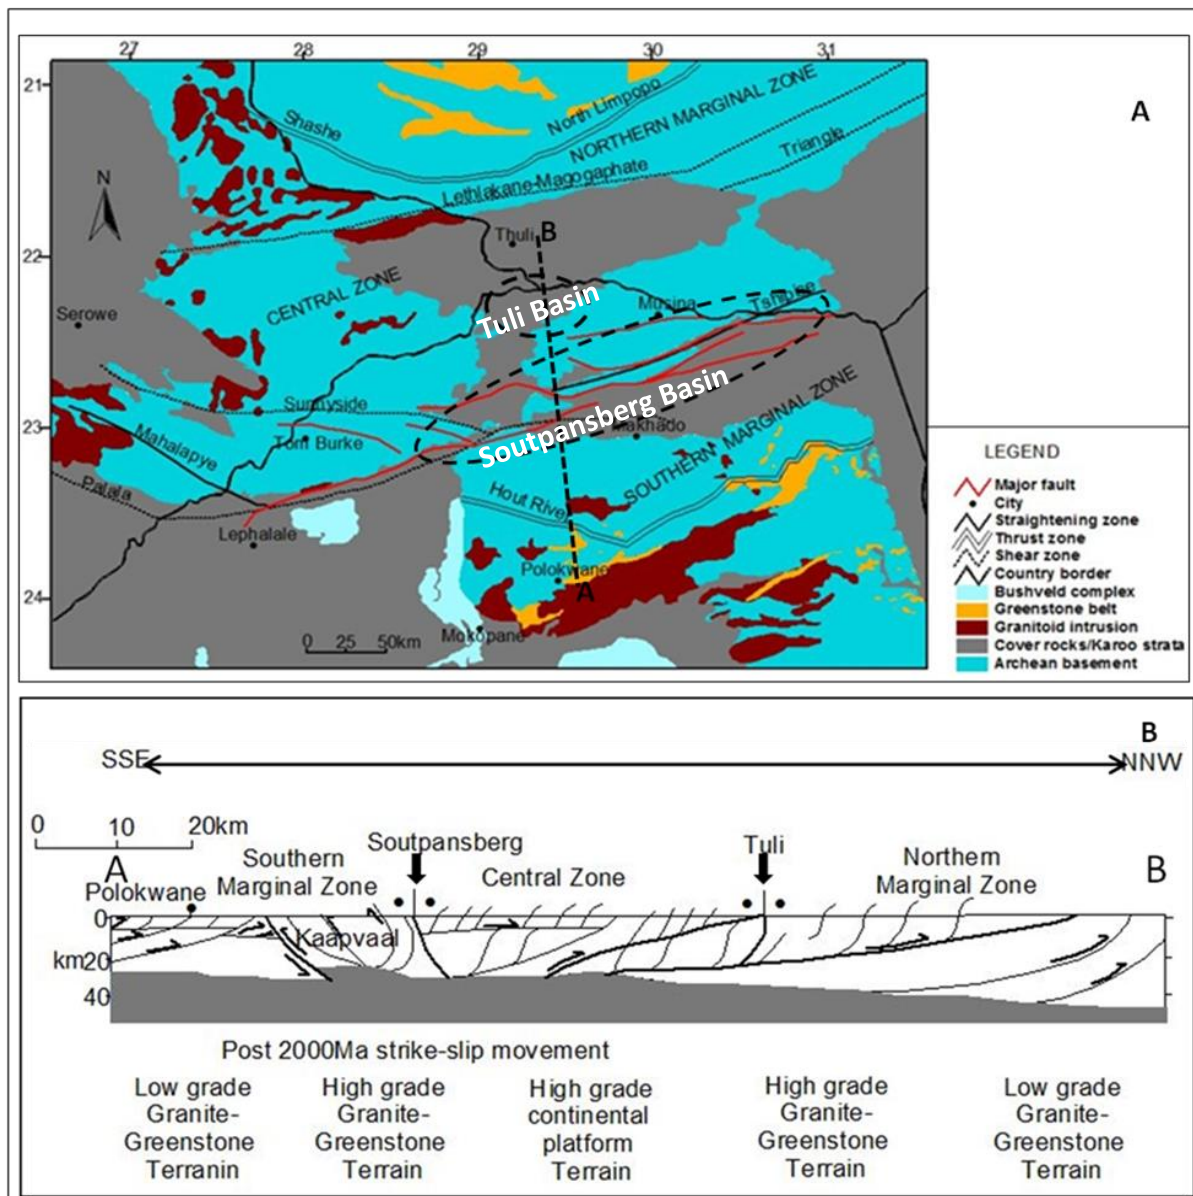 27 28 29 30 31
A
21
22
23
24
N
Shashe
North Limpopo
NORTHERN MARGINAL ZONE
Triangle
Lethlakane-Magogaphate
Thuli
B
CENTRAL ZONE
Serowe
Tuli Basin
Musina
Tshipise
Sunnyside
Tom Burke
Mahalapye
Palala
Soutpansberg Basin
Makhado
SOUTHERN MARGINAL ZONE
Hout River
Lephalale
Polokwane
A
Mokopane
0 25 50km
LEGEND
Major fault
City
Straightening zone
Thrust zone
Shear zone
Country border
Bushveld complex
Greenstone belt
Granitoid intrusion
Cover rocks/Karoo strata
Archean basement
B
SSE
NNW
0 10 20km
A
Polokwane
Southern
Marginal Zone
Soutpansberg
Central Zone
Tuli
Northern
Marginal Zone
B
0
Kaapvaal
km20
40
Post 2000Ma strike-slip movement
Low grade
Granite-
Greenstone
Terranin
High grade
Granite-
Greenstone
Terrain
High grade
continental
platform
Terrain
High grade
Granite-
Greenstone
Terrain
Low grade
Granite-
Greenstone
Terrain